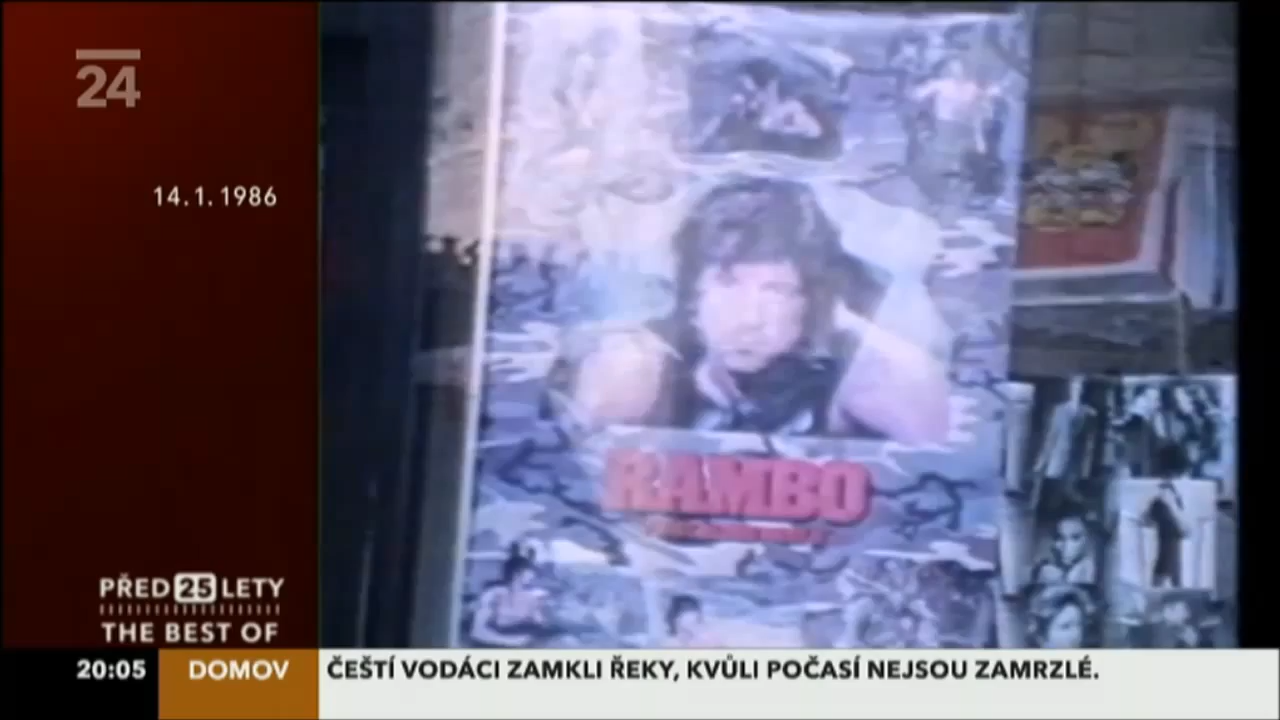 24
14.1.1986
RAMBO
PŘED 25 LETY
THE BEST OF
20:05 DOMOV ČEŠTÍ VODÁCI ZAMKLI ŘEKY, KVŮLI POČASÍ NEJSOU ZAMRZLÉ.